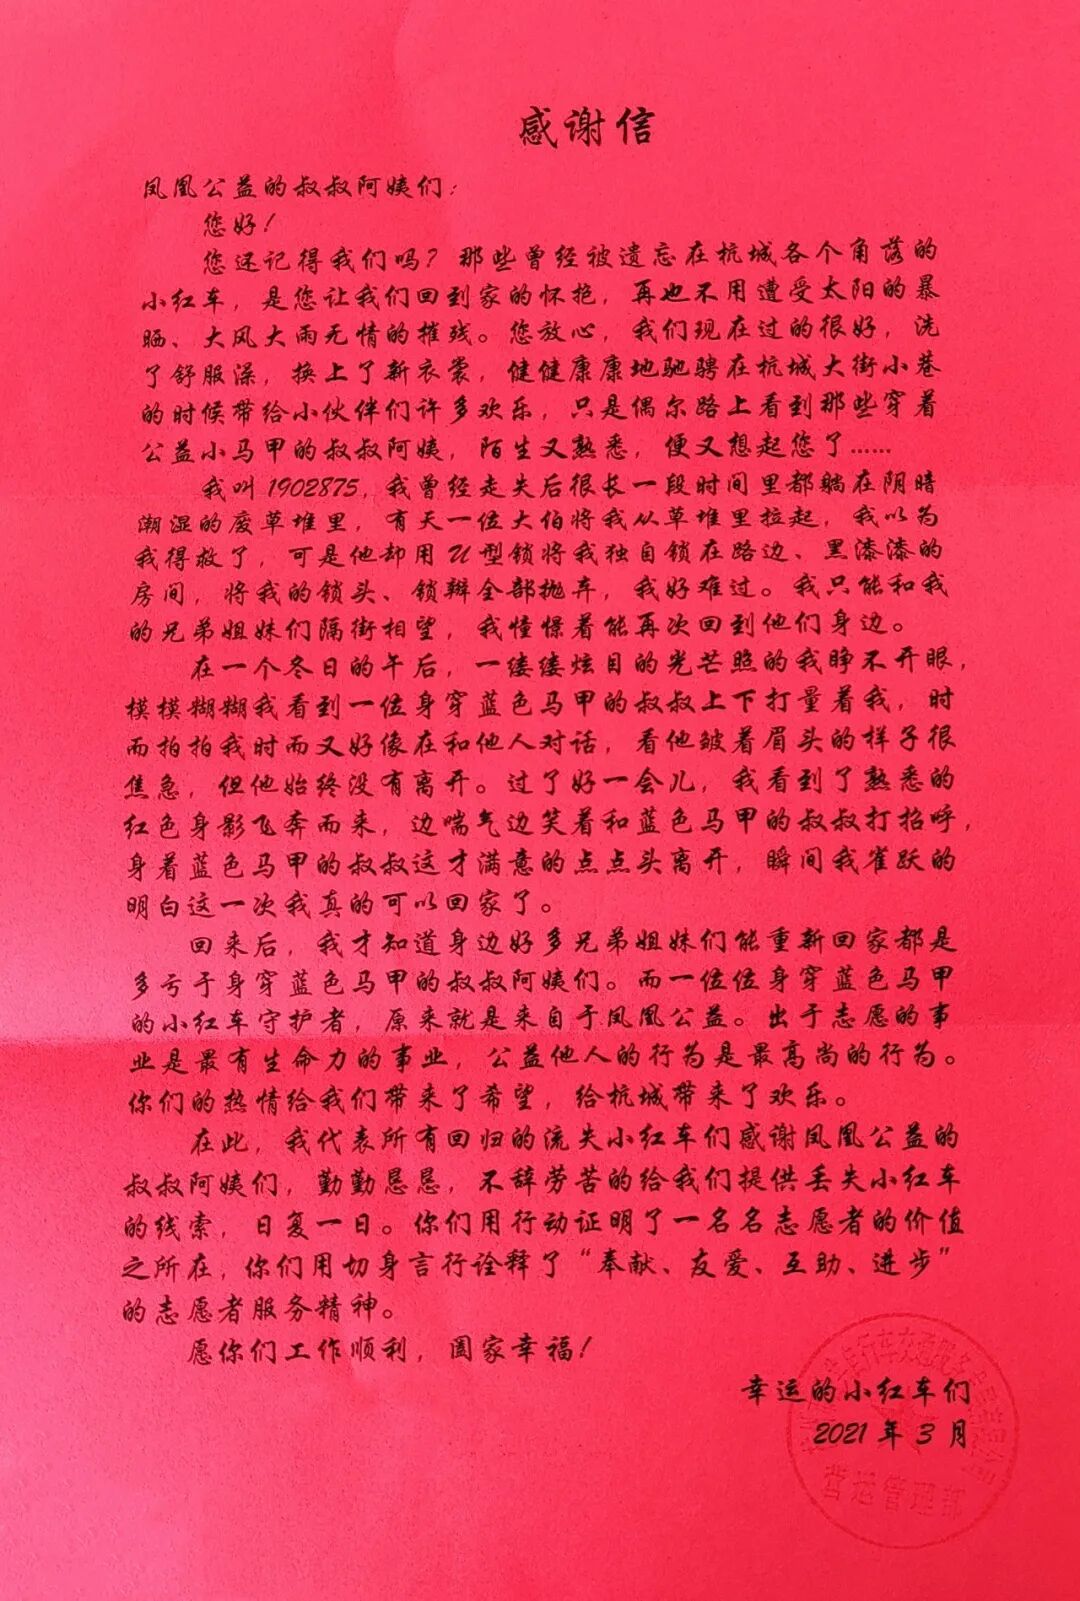 感谢信
凤凰公益的叔叔阿姨们：
您好！
您还记得我们吗？那些曾经被遗忘在杭城各个角落的
小红车，是您让我们回到家的怀抱，再也不用遭受太阳的暴
晒、大风大雨无情的摧残。您放心，我们现在过的很好，洗
了舒服澡，换上了新衣裳，健健康康地驰骋在杭城大街小巷
的时候带给小伙伴们许多欢乐，只是偶尔路上看到那些穿着
公益小马甲的叔叔阿姨，陌生又熟悉，便又想起您了……
我叫1902875，我曾经走失后很长一段时间里都躺在阴暗
潮湿的废草堆里，有天一位大伯将我从草堆里拉起，我以为
我得救了，可是他却用U型锁将我独自锁在路边、黑漆漆的
房间，将我的锁头、锁辫全部抛弃，我好难过。我只能和我
的兄弟姐妹们隔街相望，我憧憬着能再次回到他们身边。
在一个冬日的午后，一缕缕炫目的光芒照的我睁不开眼，
模模糊糊我看到一位身穿蓝色马甲的叔叔上下打量着我，时
而拍拍我时而又好像在和他人对话，看他皱着眉头的样子很
焦急，但他始终没有离开。过了好一会儿，我看到了熟悉的
红色身影飞奔而来，边喘气边笑着和蓝色马甲的叔叔打招呼，
身着蓝色马甲的叔叔这才满意的点点头离开，瞬间我雀跃的
明白这一次我真的可以回家了。
回来后，我才知道身边好多兄弟姐妹们能重新回家都是
多亏于身穿蓝色马甲的叔叔阿姨们。而一位位身穿蓝色马甲
的小红车守护者，原来就是来自于凤凰公益。出于志愿的事
业是最有生命力的事业，公益他人的行为是最高尚的行为。
你们的热情给我们带来了希望，给杭城带来了欢乐。
在此，我代表所有回归的流失小红车们感谢凤凰公益的
叔叔阿姨们，勤勤恳恳，不辞劳苦的给我们提供丢失小红车
的线索，日复一日。你们用行动证明了一名名志愿者的价值
之所在，你们用切身言行诠释了“奉献、友爱、互助、进步”
的志愿者服务精神。
愿你们工作顺利，阖家幸福！
幸运的小红车们
2021年3月
自行车交通服务
营运管理部